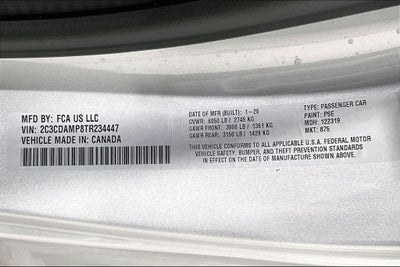 MFD BY: FCA US LLC
VIN: 2C3CDAMP8TR234447
VEHICLE MADE IN: CANADA
DATE OF MFR (BUILT): 1-26
GVWR: 6050 LB / 2745 KG
GAWR FRONT: 3000 LB / 1361 KG
GAWR REAR: 3150 LB / 1429 KG
TYPE: PASSENGER CAR
PAINT: PSE
MDH: 122319
MKT: 875
THIS VEHICLE CONFORMS TO ALL APPLICABLE U.S.A. FEDERAL MOTOR
VEHICLE SAFETY, BUMPER, AND THEFT PREVENTION STANDARDS
IN EFFECT ON THE DATE OF MANUFACTURE SHOWN ABOVE.